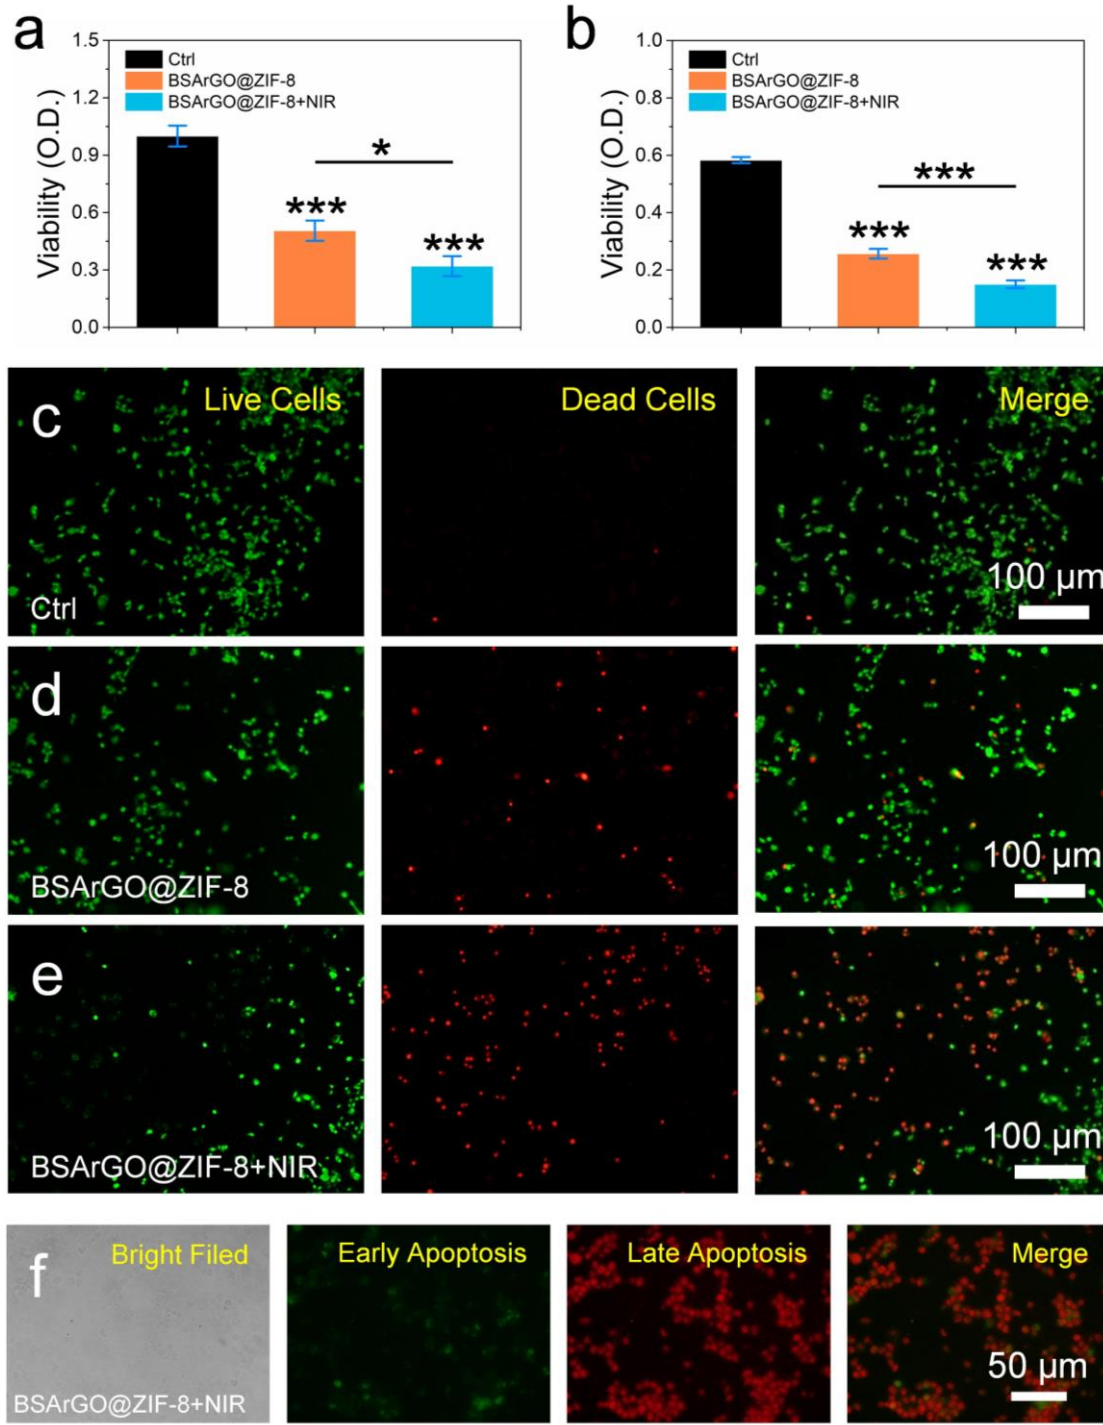 a
1.5
1.2
0.9
0.6
0.3
0.0
Viability (O.D.)
Ctrl
BSArGO@ZIF-8
BSArGO@ZIF-8+NIR
*
***
***
b
1.0
0.8
0.6
0.4
0.2
0.0
Viability (O.D.)
Ctrl
BSArGO@ZIF-8
BSArGO@ZIF-8+NIR
***
***
***
c
Live Cells
Ctrl
Dead Cells
Merge
100 μm
d
BSArGO@ZIF-8
100 μm
e
BSArGO@ZIF-8+NIR
100 μm
f
Bright Filed
BSArGO@ZIF-8+NIR
Early Apoptosis
Late Apoptosis
Merge
50 μm